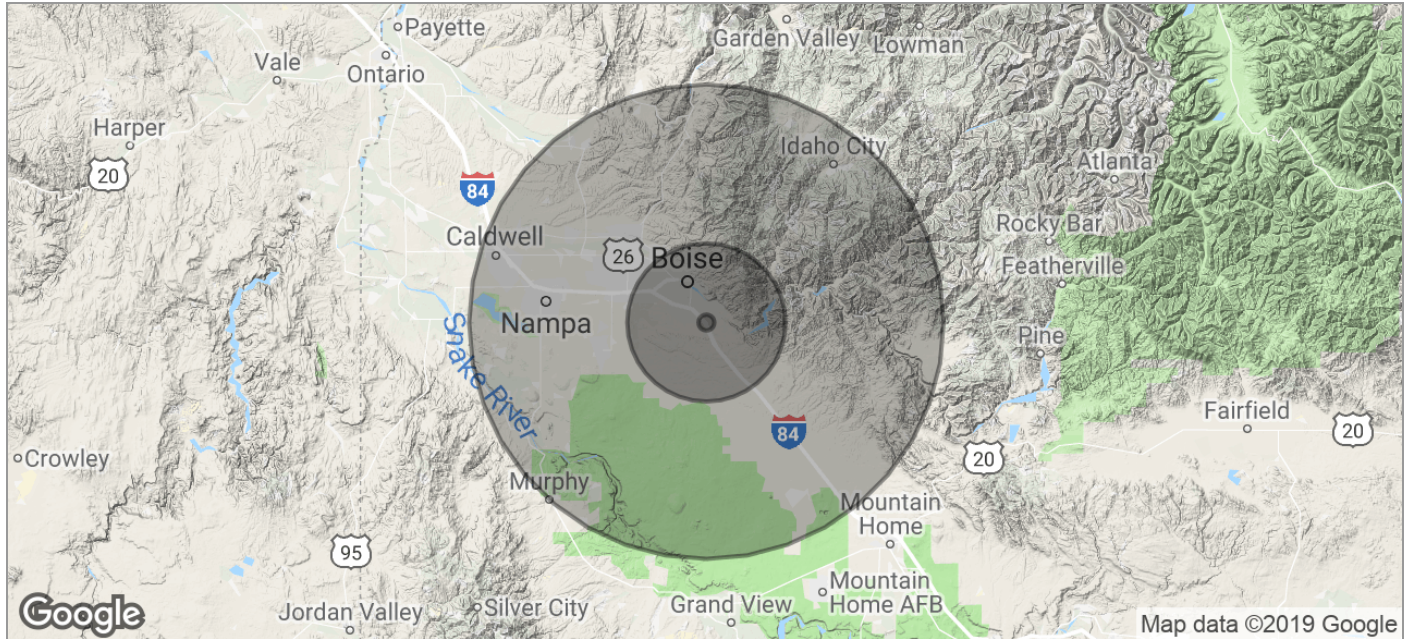 Payette
Garden Valley
Lowman
Vale
Ontario
Harper
20
Idaho City
Atlanta
84
Rocky Bar
Caldwell
26
Boise
Featherville
Nampa
Snake River
Pine
Fairfield
84
20
20
Crowley
Murphy
Mountain
Home
95
Mountain
Home AFB
Jordan Valley
Silver City
Grand View
Google
Map data ©2019 Google